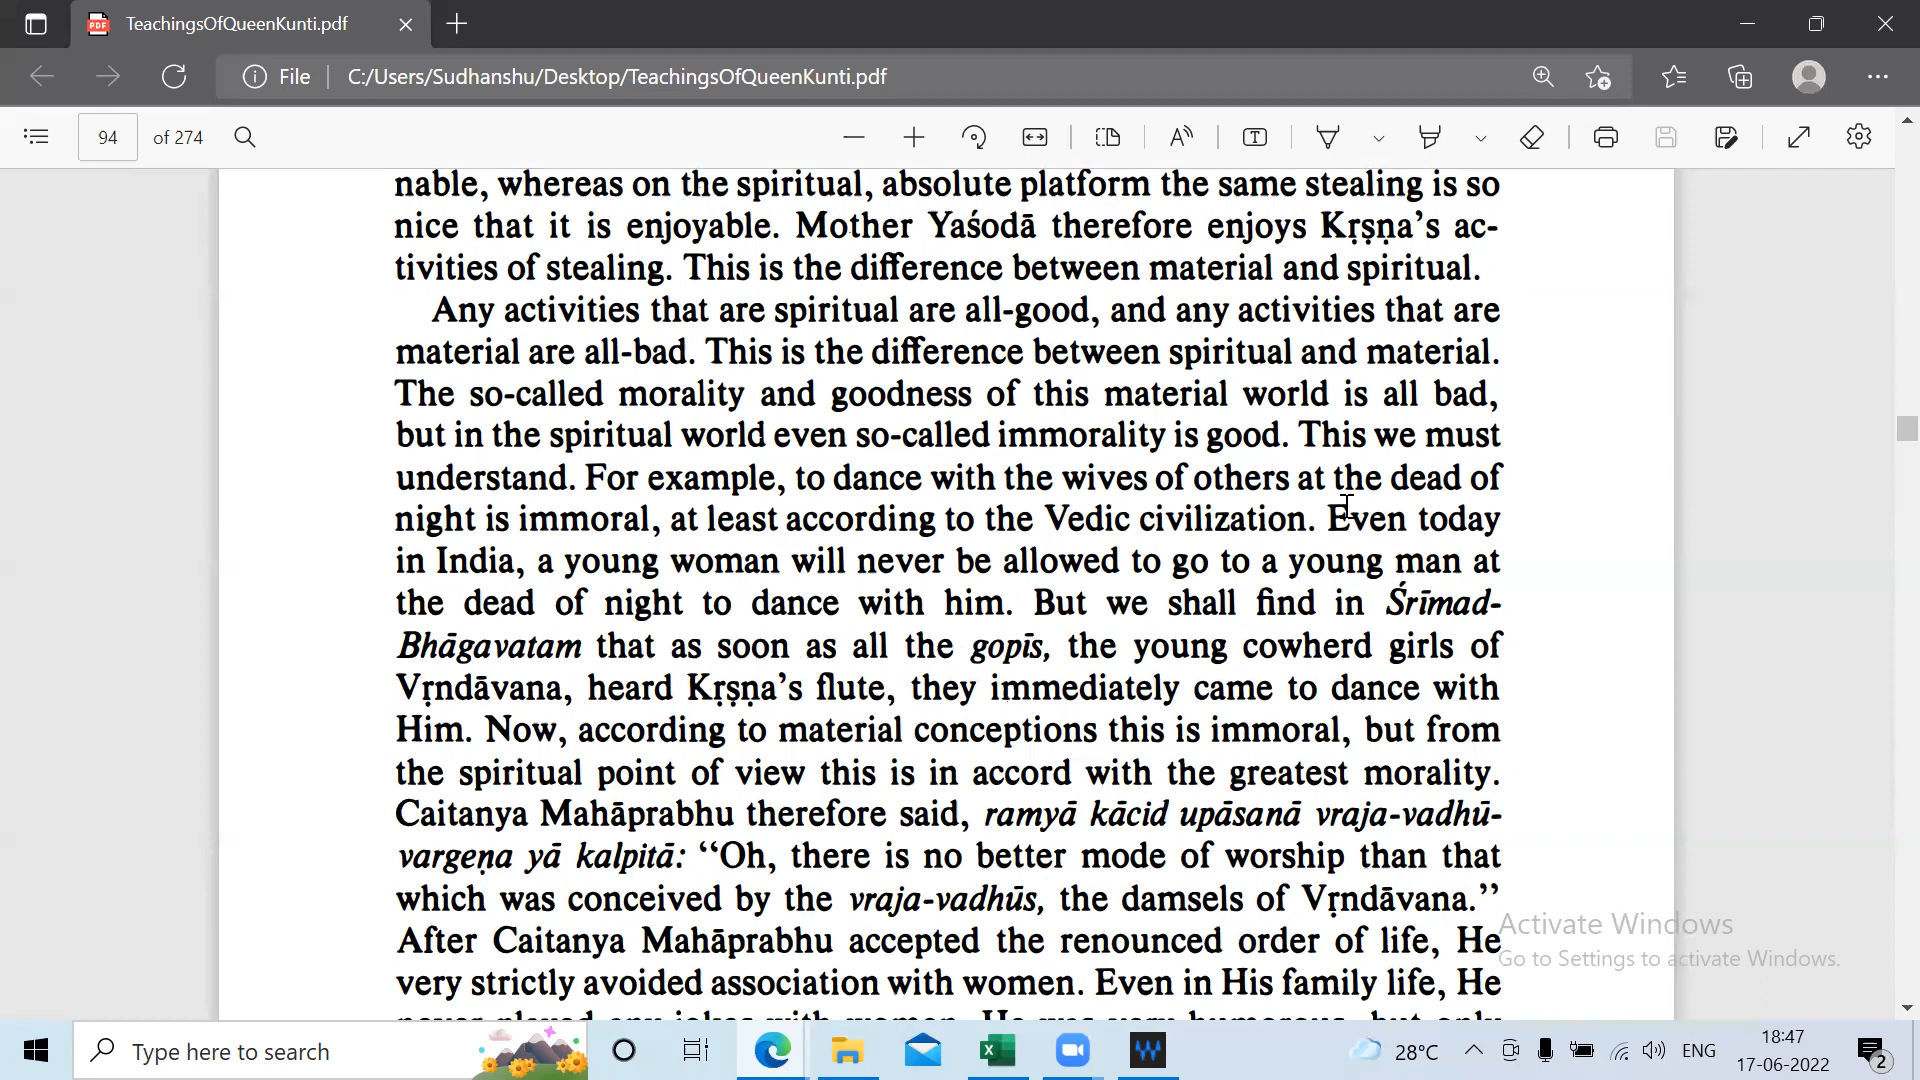 TeachingsOfQueenKunti.pdf
File
C:/Users/Sudhanshu/Desktop/TeachingsOfQueenKunti.pdf
94 of 274
nable, whereas on the spiritual, absolute platform the same stealing is so
nice that it is enjoyable. Mother Yaśodā therefore enjoys Kṛṣṇa’s ac-
tivities of stealing. This is the difference between material and spiritual.
Any activities that are spiritual are all-good, and any activities that are
material are all-bad. This is the difference between spiritual and material.
The so-called morality and goodness of this material world is all bad,
but in the spiritual world even so-called immorality is good. This we must
understand. For example, to dance with the wives of others at the dead of
night is immoral, at least according to the Vedic civilization. Even today
in India, a young woman will never be allowed to go to a young man at
the dead of night to dance with him. But we shall find in Śrīmad-
Bhāgavatam that as soon as all the gopīs, the young cowherd girls of
Vṛndāvana, heard Kṛṣṇa’s flute, they immediately came to dance with
Him. Now, according to material conceptions this is immoral, but from
the spiritual point of view this is in accord with the greatest morality.
Caitanya Mahāprabhu therefore said, ramyā kācid upāsanā vraja-vadhū-
vargeṇa yā kalpitā: ‘‘Oh, there is no better mode of worship than that
which was conceived by the vraja-vadhūs, the damsels of Vṛndāvana.’’
After Caitanya Mahāprabhu accepted the renounced order of life, He
very strictly avoided association with women. Even in His family life, He
Activate Windows
Go to Settings to activate Windows.
Type here to search
28°C
ENG
18:47
17-06-2022
2